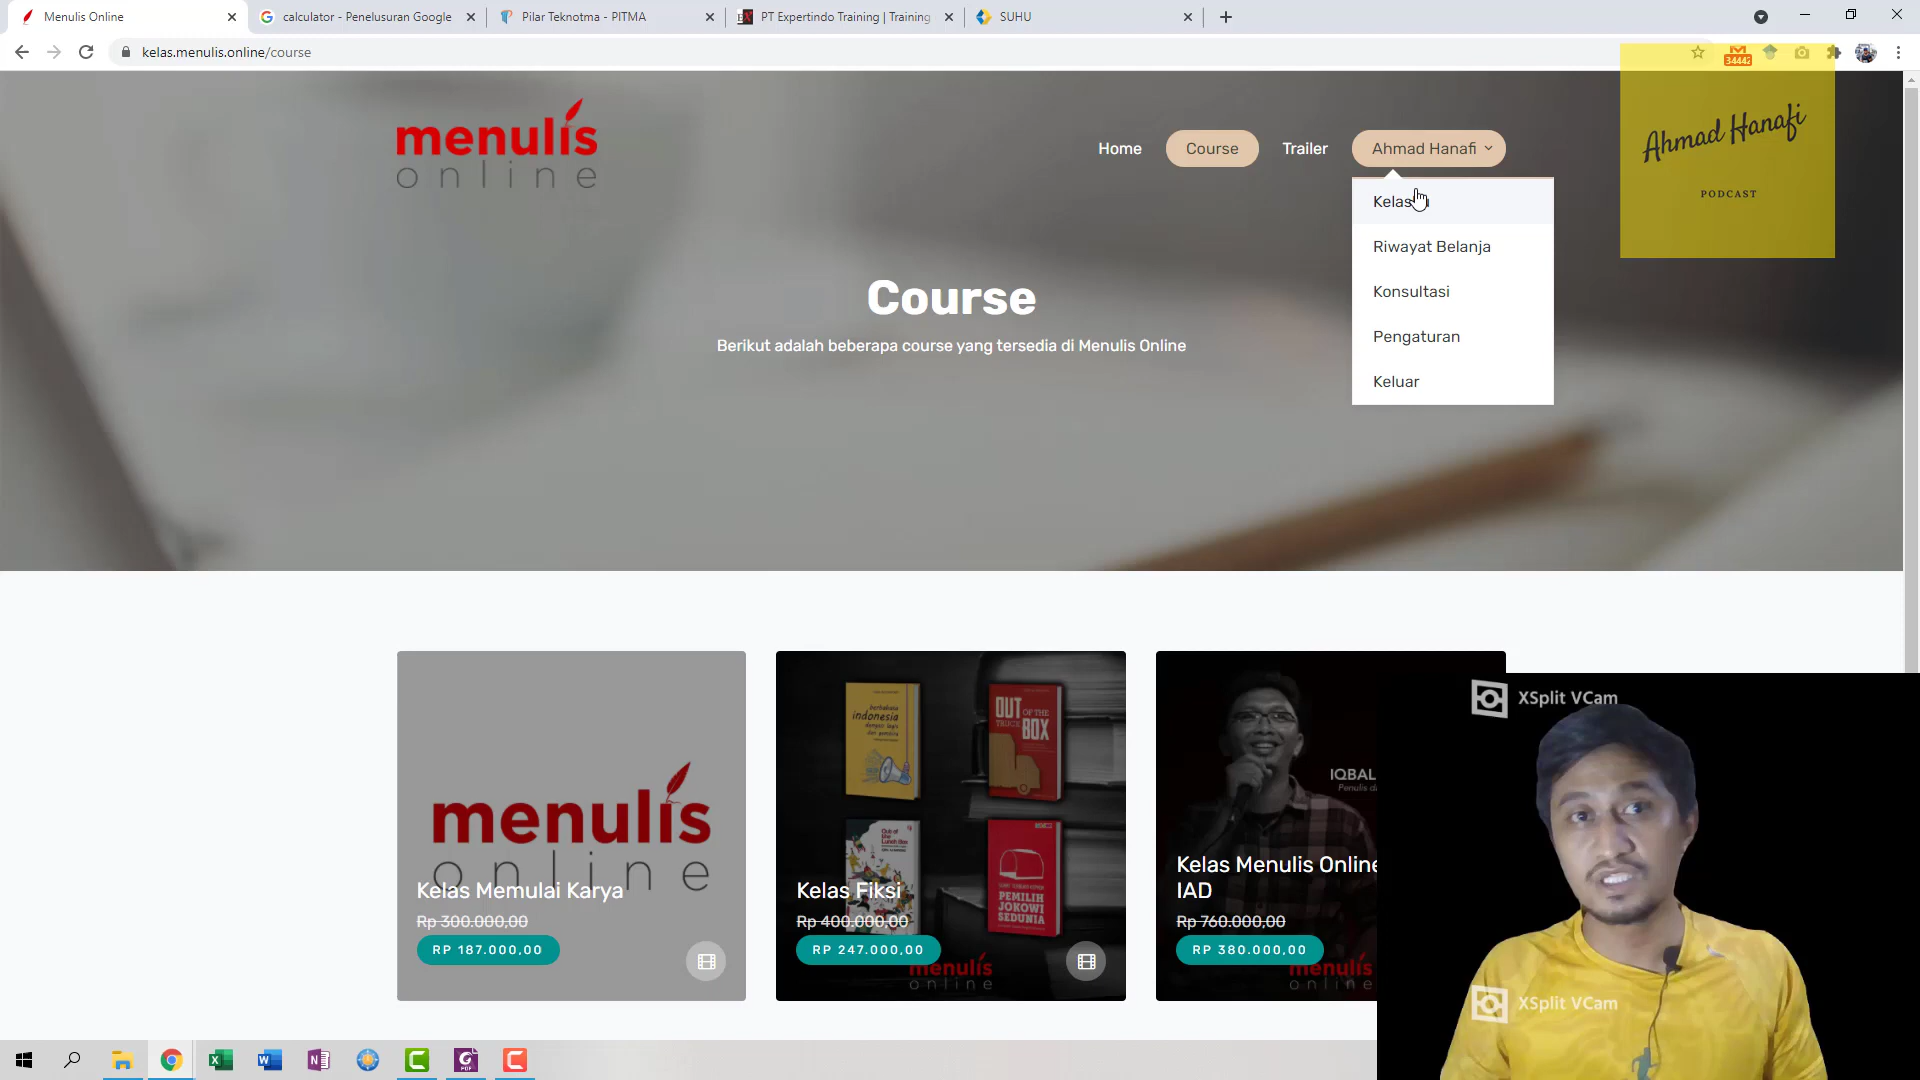 Menulis Online
calculator - Penelusuran Google
Pilar Teknotma - PITMA
PT Expertindo Training | Training
SUHU
kelas.menulis.online/course
34442
menulis
online
Home
Course
Trailer
Ahmad Hanafi
Riwayat Belanja
Konsultasi
Pengaturan
Keluar
Ahmad Hanafi
PODCAST
Course
Berikut adalah beberapa course yang tersedia di Menulis Online
menulis
online
Kelas Memulai Karya
Rp 300.000,00
RP 187.000,00
berbahasa
indonesia
OUT
OF THE
TRUCK
BOX
PEMILIH
JOKOWI
SEDUNIA
Kelas Fiksi
Rp 400.000,00
RP 247.000,00
menulis
online
IQBAL
Penulis
Kelas Menulis Online
IAD
Rp 760.000,00
RP 380.000,00
menulis
online
XSplit VCam
XSplit VCam